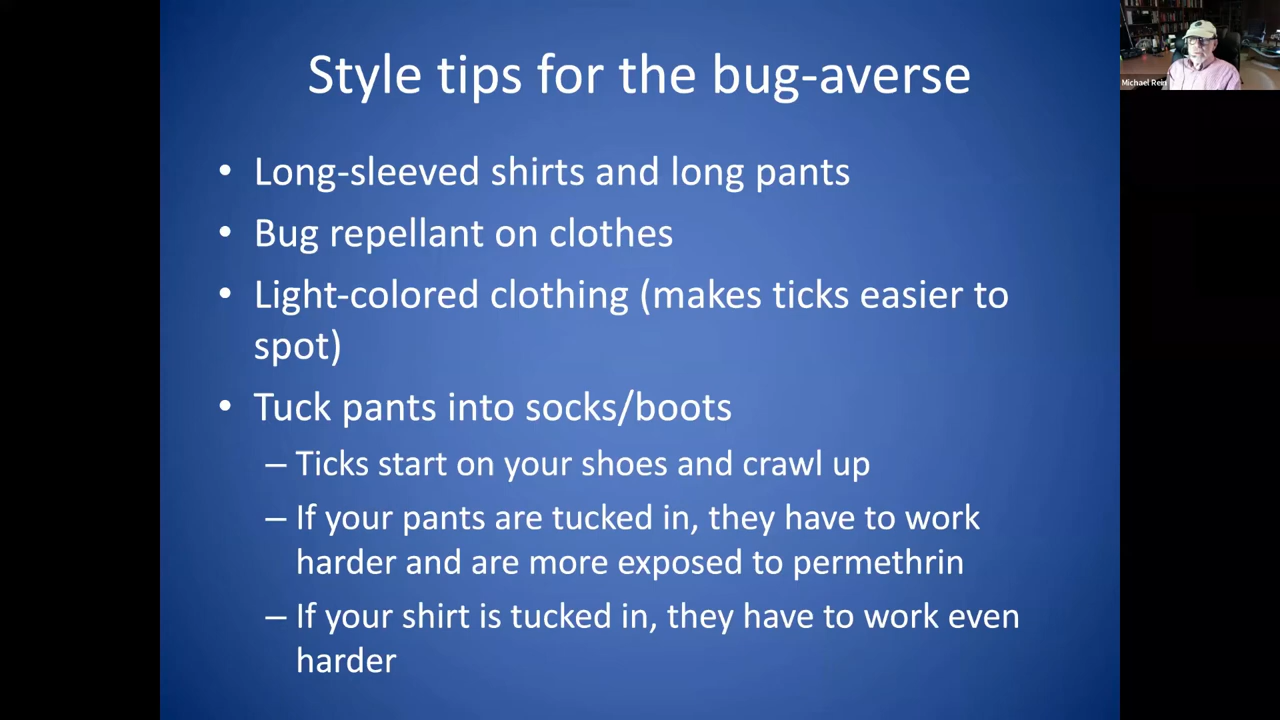 Style tips for the bug-averse
Michael Rein
• Long-sleeved shirts and long pants
• Bug repellant on clothes
• Light-colored clothing (makes ticks easier to
spot)
• Tuck pants into socks/boots
– Ticks start on your shoes and crawl up
– If your pants are tucked in, they have to work
harder and are more exposed to permethrin
– If your shirt is tucked in, they have to work even
harder